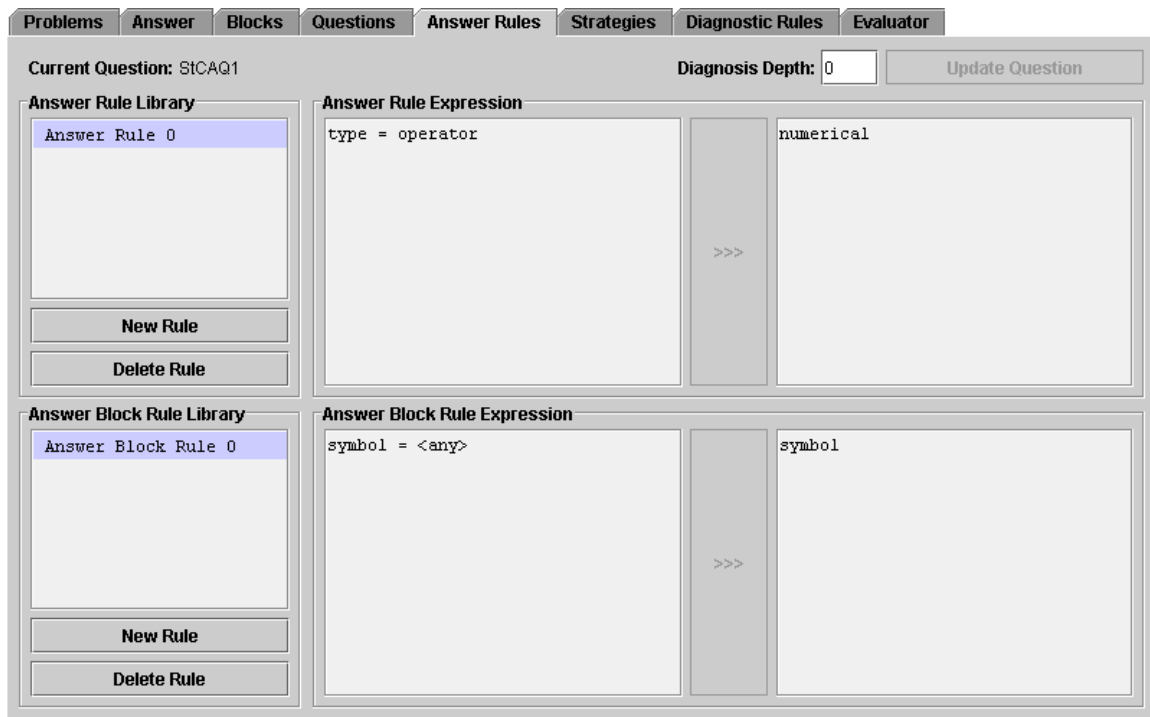 Problems Answer Blocks Questions Answer Rules Strategies Diagnostic Rules Evaluator
Current Question: StCAQ1 Diagnosis Depth: 0 Update Question
Answer Rule Library Answer Rule Expression
Answer Rule 0 type = operator numerical
>>>
New Rule
Delete Rule
Answer Block Rule Library Answer Block Rule Expression
Answer Block Rule 0 symbol = <any> symbol
>>>
New Rule
Delete Rule